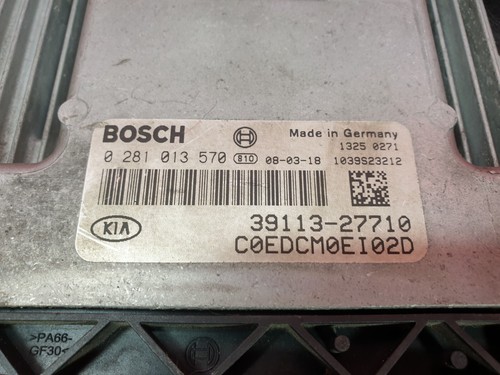 BOSCH Made in Germany
1325 0271
0 281 013 570 810 08-03-18 1039S23212
39113-27710
KIA
C0EDCM0EI02D
>PA66-
GF30<